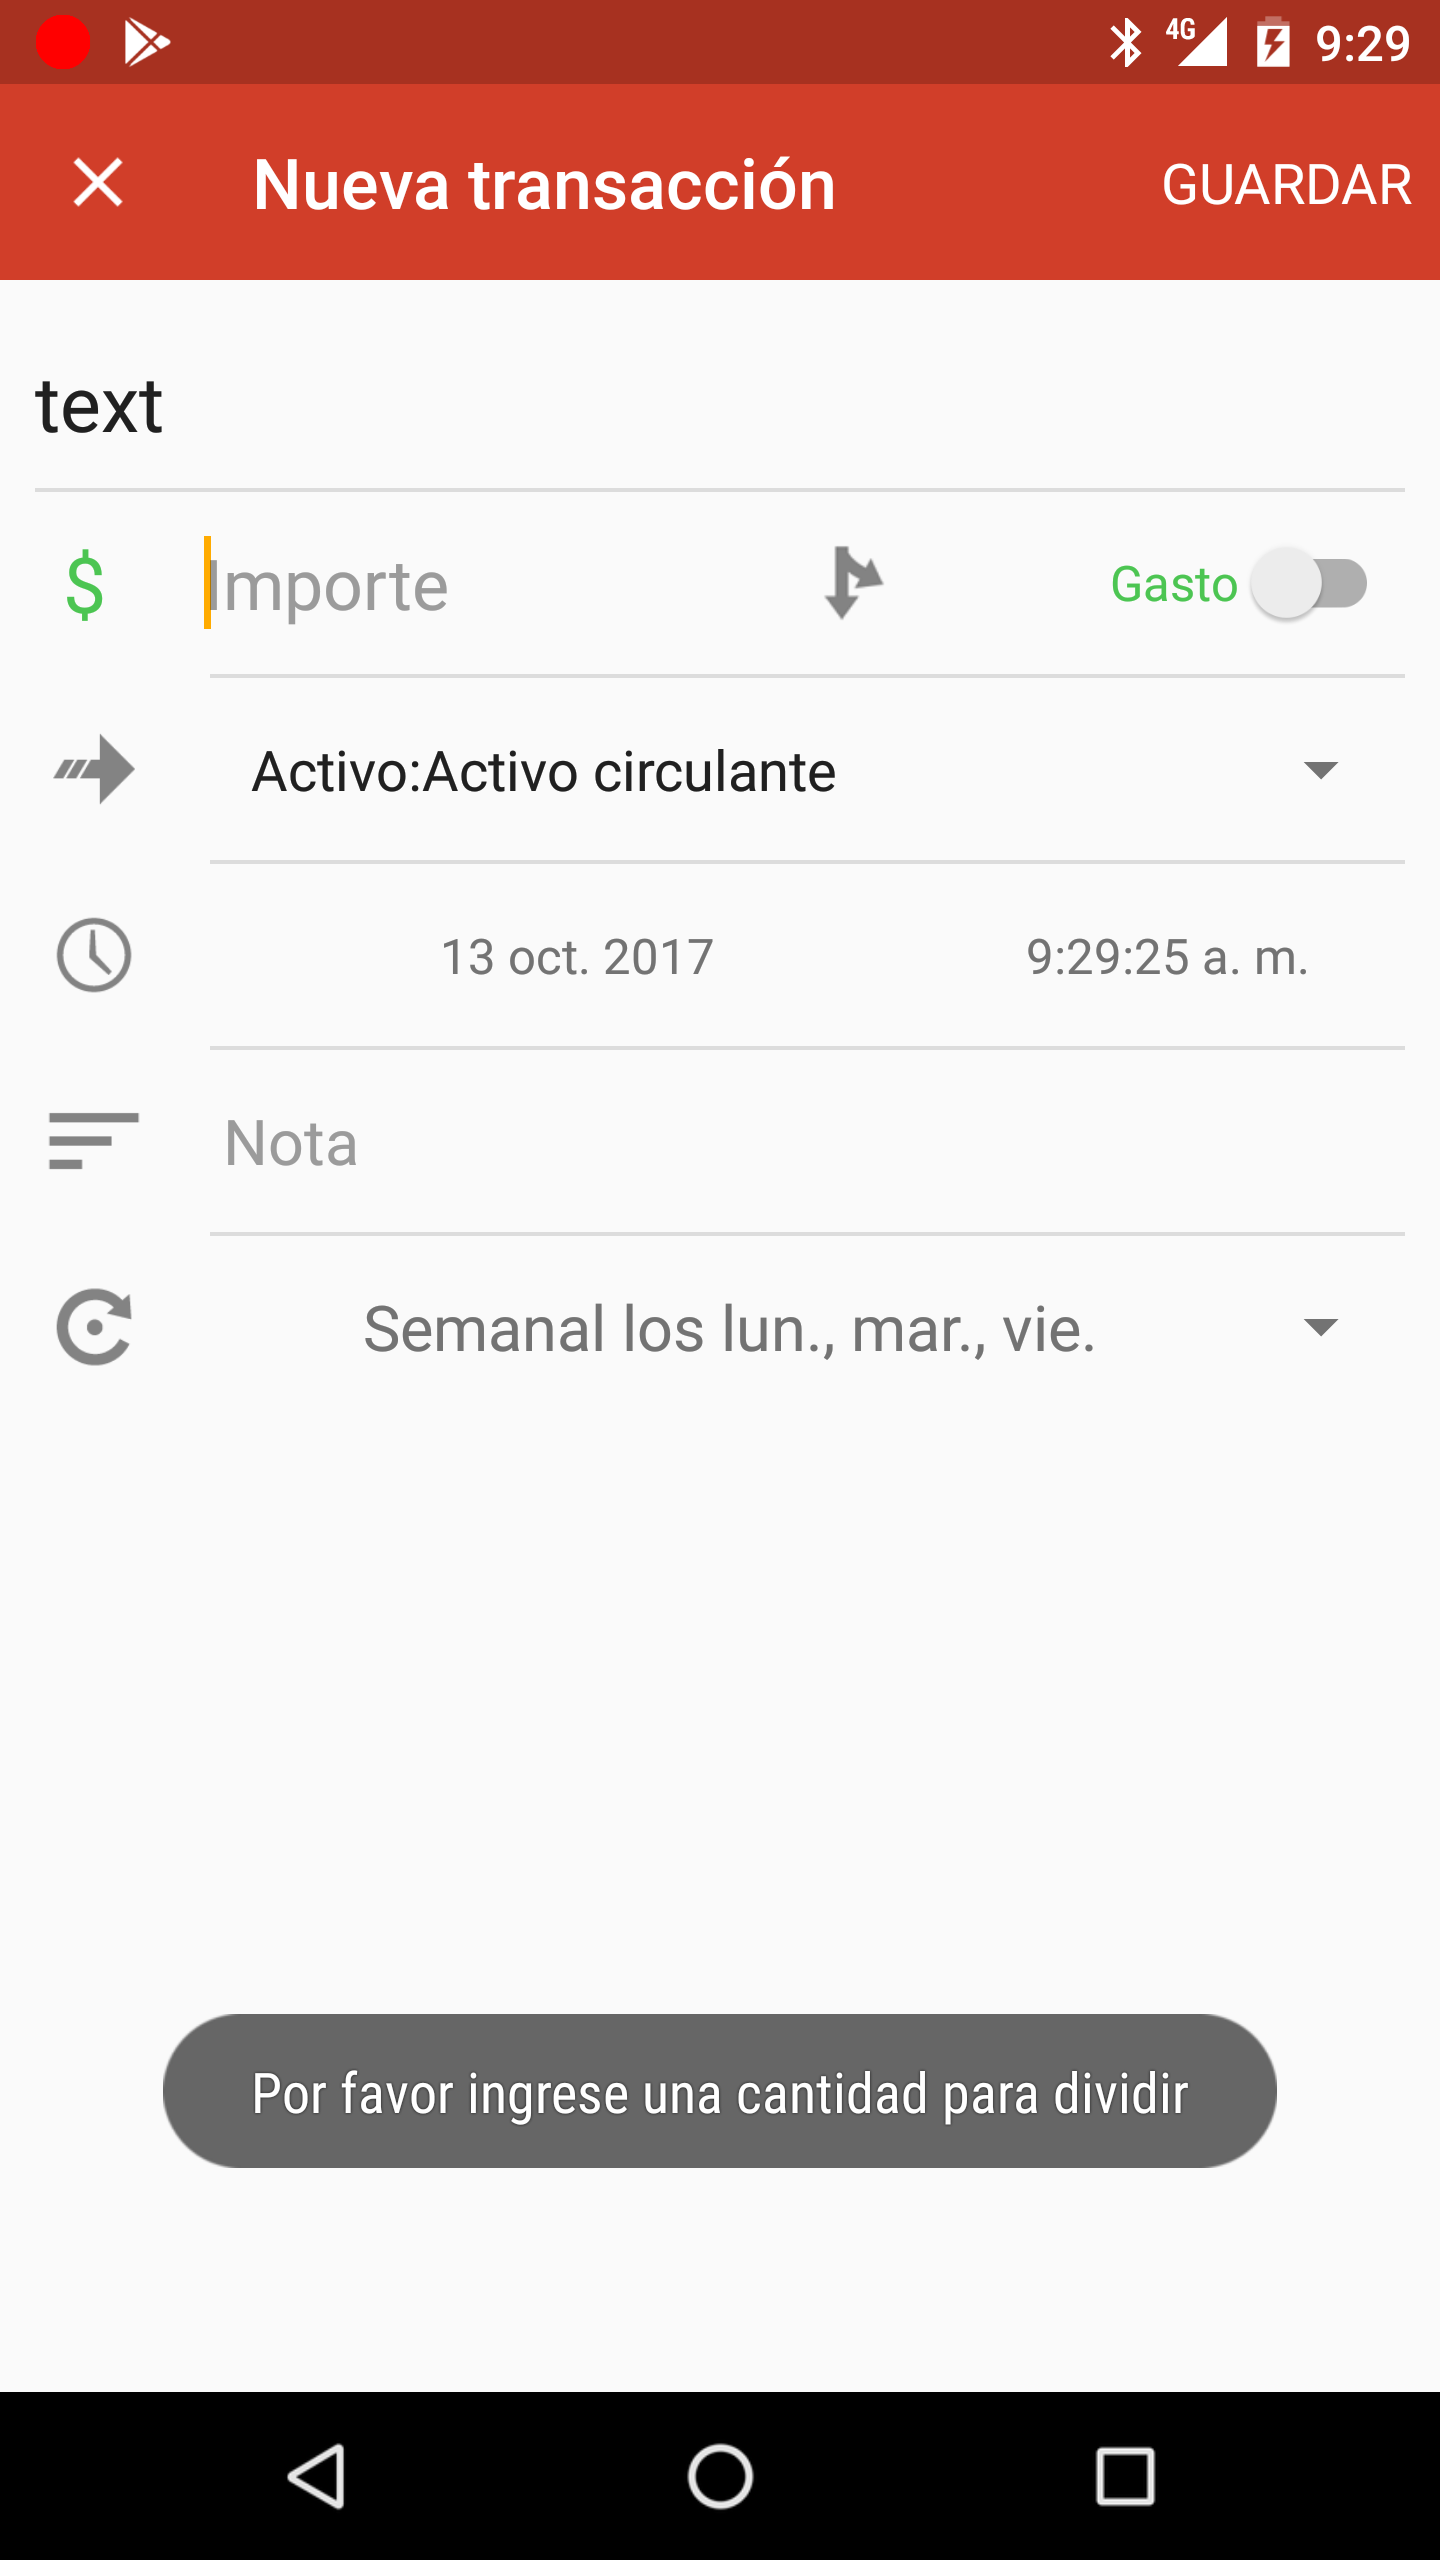 4G 9:29
Nueva transacción GUARDAR
text
$ Importe Gasto
Activo:Activo circulante
13 oct. 2017 9:29:25 a. m.
Nota
Semanal los lun., mar., vie.
Por favor ingrese una cantidad para dividir